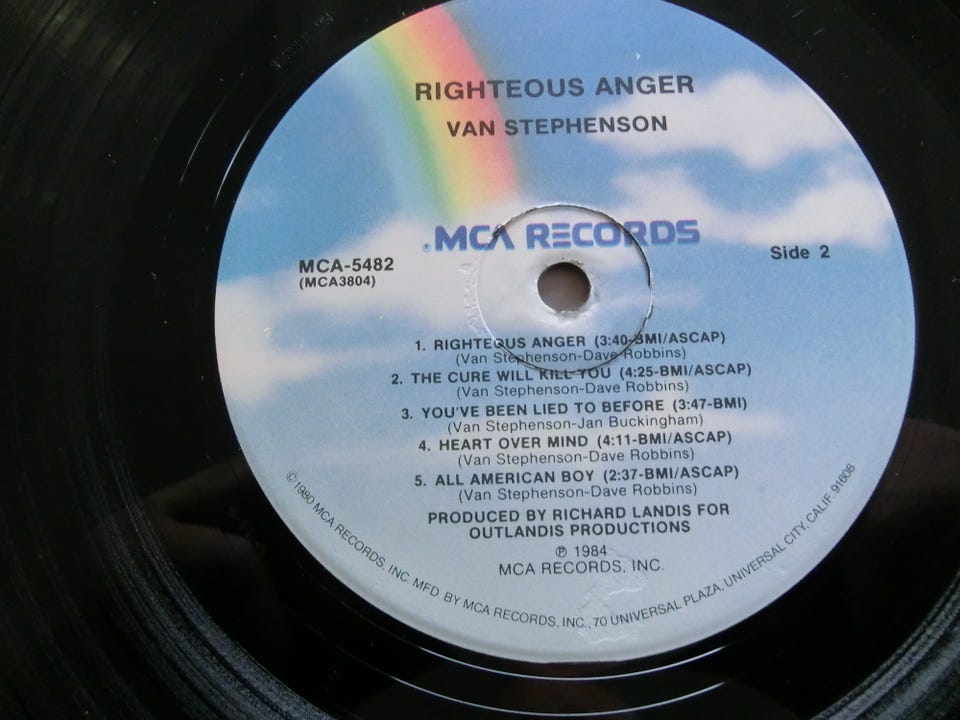 RIGHTEOUS ANGER
VAN STEPHENSON
®MCA RECORDS
MCA-5482
(MCA3804)
Side 2
1. RIGHTEOUS ANGER (3:40-BMI/ASCAP)
(Van Stephenson-Dave Robbins)
2. THE CURE WILL KILL YOU (4:25-BMI/ASCAP)
(Van Stephenson-Dave Robbins)
3. YOU'VE BEEN LIED TO BEFORE (3:47-BMI)
(Van Stephenson-Jan Buckingham)
4. HEART OVER MIND (4:11-BMI/ASCAP)
(Van Stephenson-Dave Robbins)
5. ALL AMERICAN BOY (2:37-BMI/ASCAP)
(Van Stephenson-Dave Robbins)
PRODUCED BY RICHARD LANDIS FOR
OUTLANDIS PRODUCTIONS
℗ 1984
MCA RECORDS, INC.
©1980 MCA RECORDS, INC. MFD. BY MCA RECORDS, INC., 70 UNIVERSAL PLAZA, UNIVERSAL CITY, CALIF. 91608